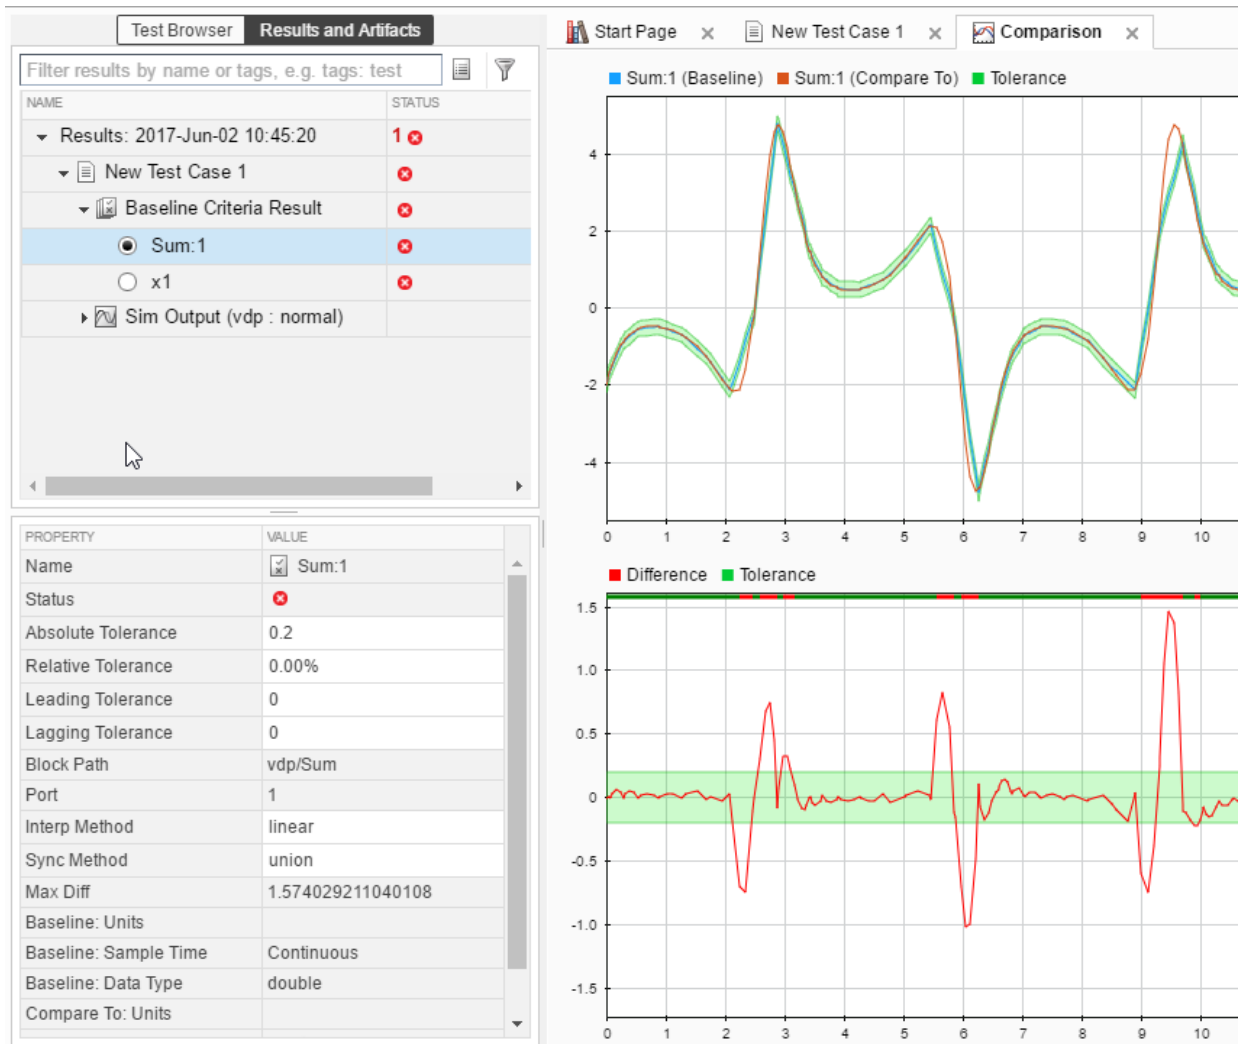 Test Browser Results and Artifacts
Filter results by name or tags, e.g. tags: test
NAME STATUS
Results: 2017-Jun-02 10:45:20 1
New Test Case 1
Baseline Criteria Result
Sum:1
x1
Sim Output (vdp : normal)
PROPERTY VALUE
Name Sum:1
Status
Absolute Tolerance 0.2
Relative Tolerance 0.00%
Leading Tolerance 0
Lagging Tolerance 0
Block Path vdp/Sum
Port 1
Interp Method linear
Sync Method union
Max Diff 1.574029211040108
Baseline: Units
Baseline: Sample Time Continuous
Baseline: Data Type double
Compare To: Units
Start Page New Test Case 1 Comparison
Sum:1 (Baseline) Sum:1 (Compare To) Tolerance
4
2
0
-2
-4
0 1 2 3 4 5 6 7 8 9 10
Difference Tolerance
1.5
1.0
0.5
0
-0.5
-1.0
-1.5
0 1 2 3 4 5 6 7 8 9 10